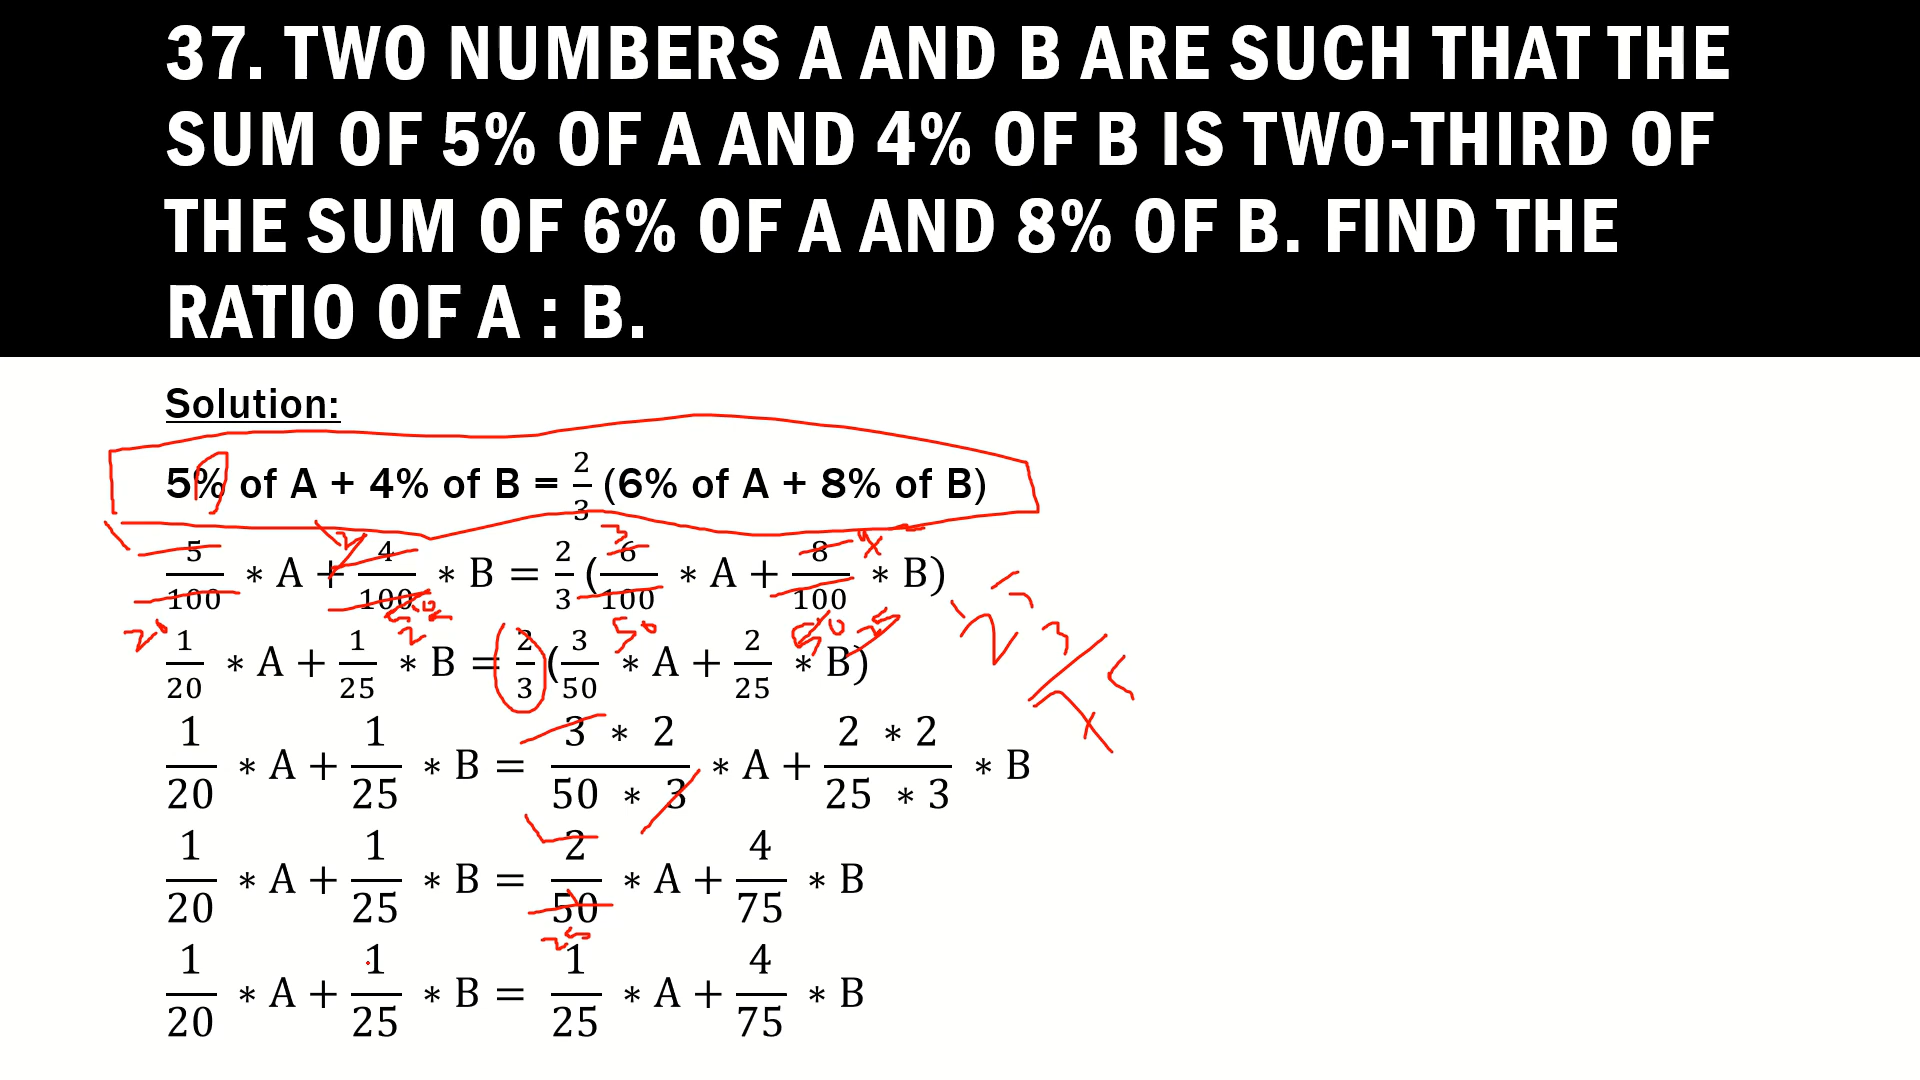 37. TWO NUMBERS A AND B ARE SUCH THAT THE
SUM OF 5% OF A AND 4% OF B IS TWO-THIRD OF
THE SUM OF 6% OF A AND 8% OF B. FIND THE
RATIO OF A : B.
Solution:
5% of A + 4% of B = 2/3 (6% of A + 8% of B)
5/100 * A + 4/100 * B = 2/3 (6/100 * A + 8/100 * B)
1/20 * A + 1/25 * B = 2/3 (3/50 * A + 2/25 * B)
1/20 * A + 1/25 * B = 3 * 2/50 * 3 * A + 2 * 2/25 * 3 * B
1/20 * A + 1/25 * B = 2/50 * A + 4/75 * B
1/20 * A + 1/25 * B = 1/25 * A + 4/75 * B